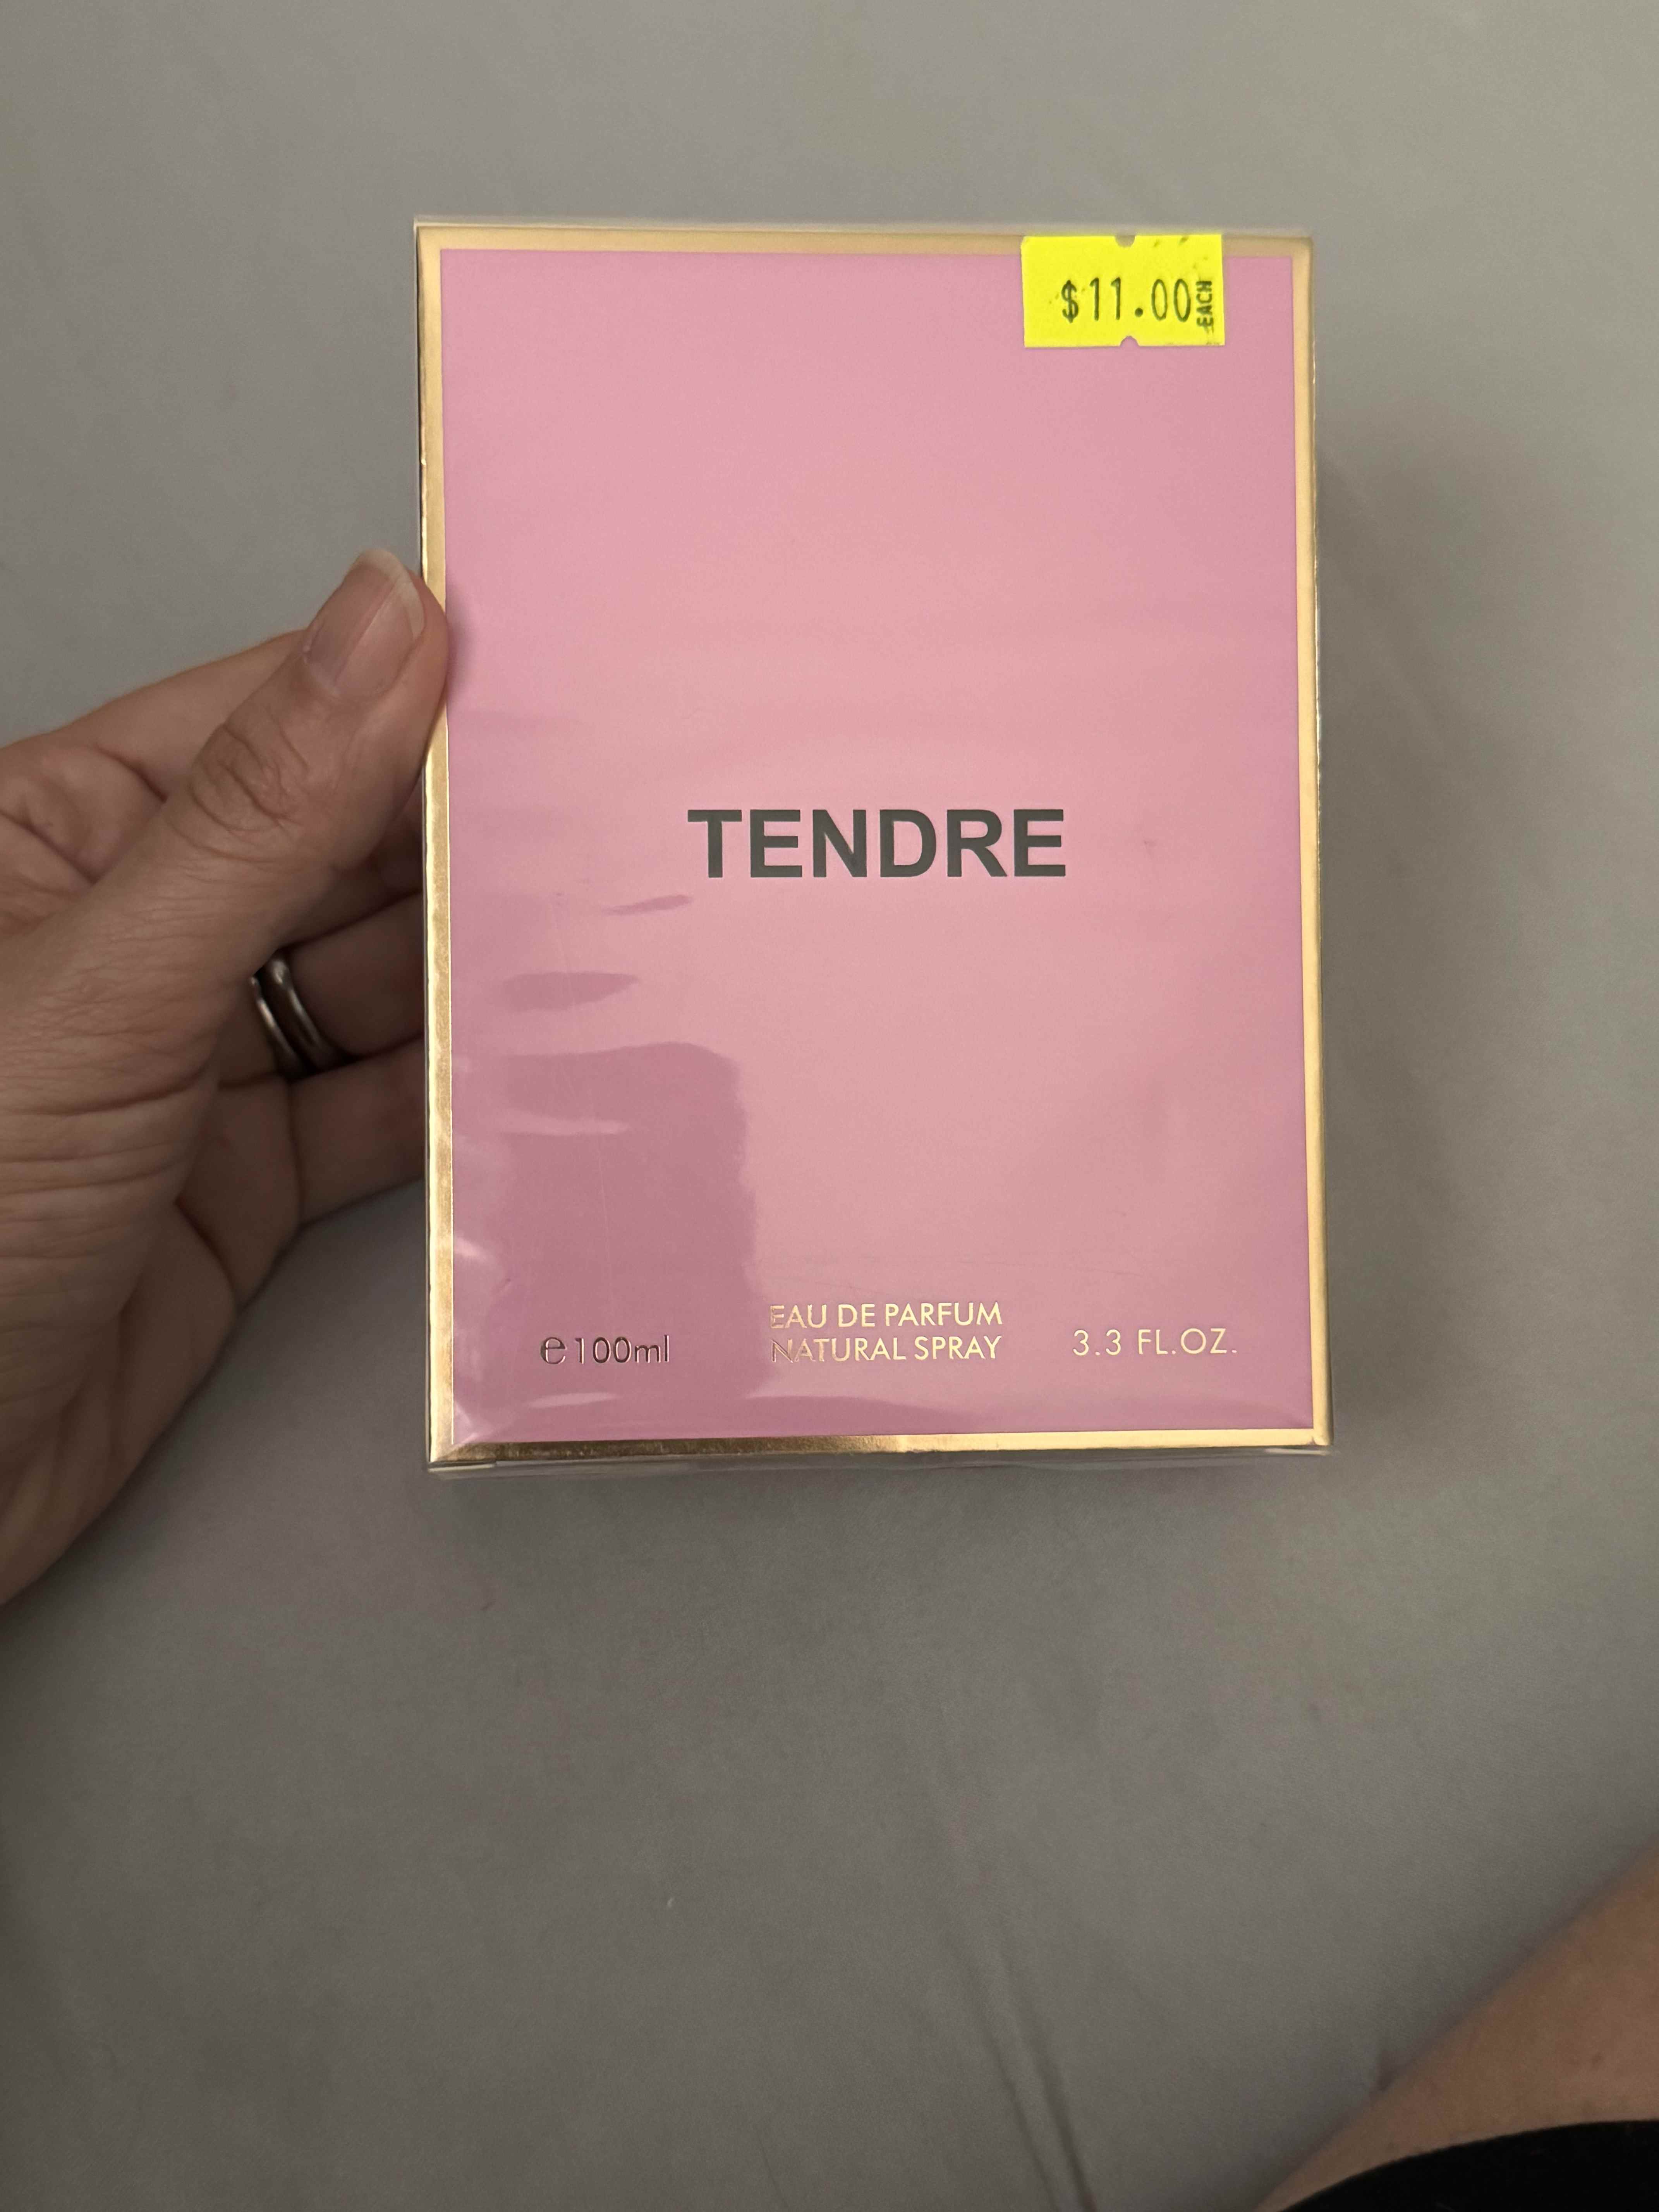 $11.00 EACH
TENDRE
EAU DE PARFUM
℮100ml NATURAL SPRAY 3.3 FL.OZ.